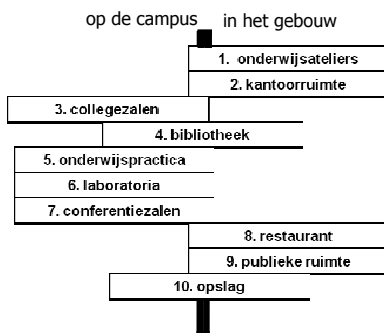 op de campus in het gebouw
1. onderwijsateliers
2. kantoorruimte
3. collegezalen
4. bibliotheek
5. onderwijspractica
6. laboratoria
7. conferentiezalen
8. restaurant
9. publieke ruimte
10. opslag